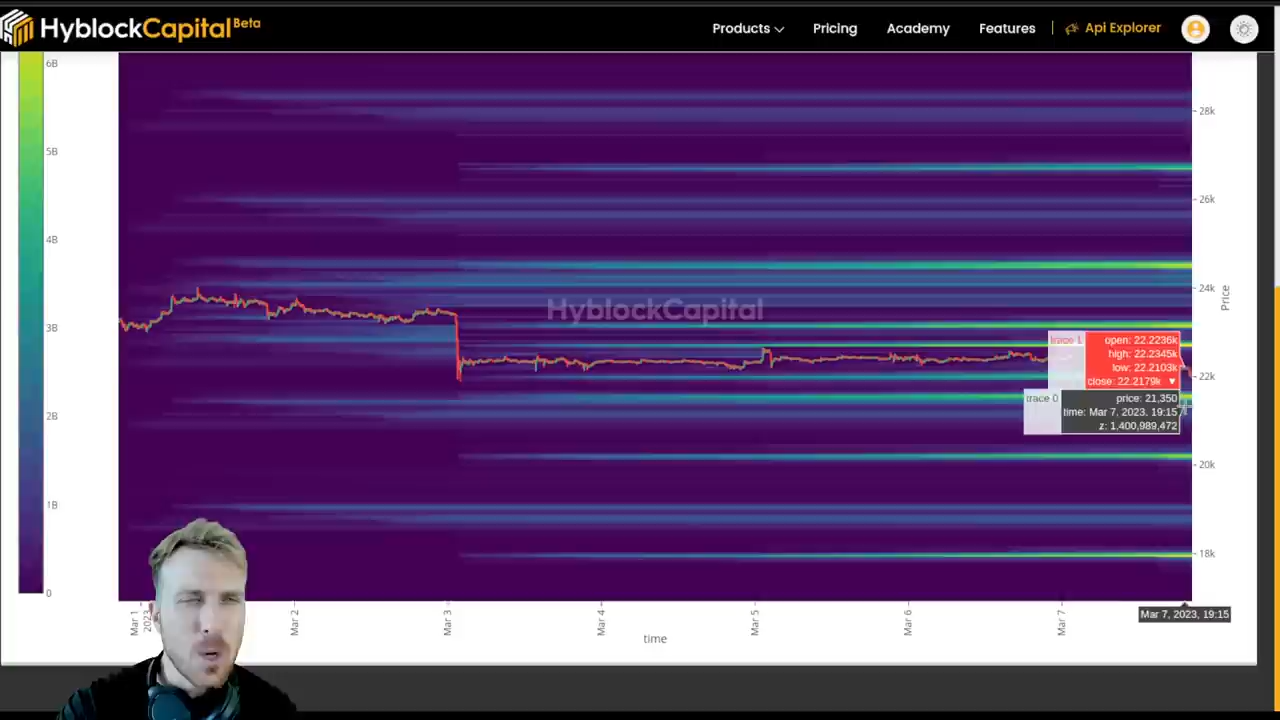 HyblockCapital Beta
Products Pricing Academy Features Api Explorer
6B
5B
4B
3B
2B
1B
0
28k
26k
24k
22k
20k
18k
Price
HyblockCapital
trace 1
open: 22.2236k
high: 22.2345k
low: 22.2103k
close: 22.2179k ▼
trace 0
price: 21,350
time: Mar 7, 2023, 19:15
z: 1,400,989,472
Mar 1
2023
Mar 2
Mar 3
Mar 4
Mar 5
Mar 6
Mar 7
Mar 7, 2023, 19:15
time